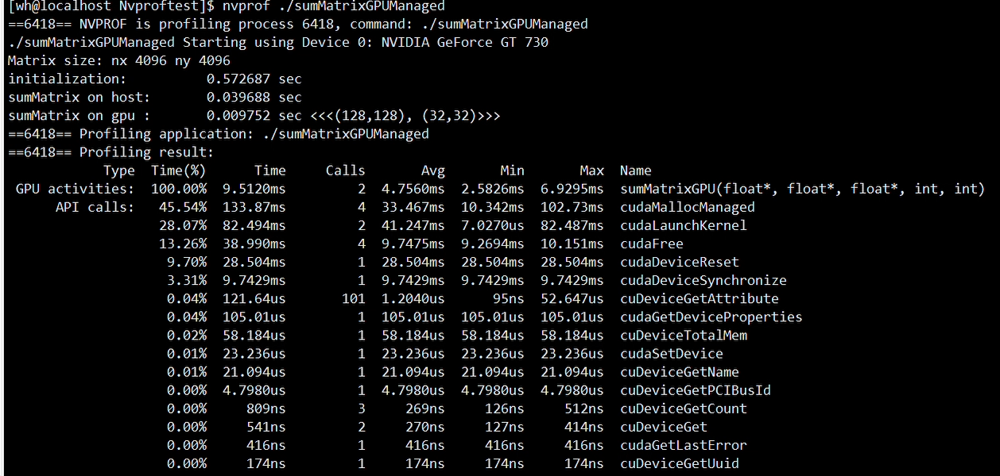 [wh@localhost Nvproftest]$ nvprof ./sumMatrixGPUManaged
==6418== NVPROF is profiling process 6418, command: ./sumMatrixGPUManaged
./sumMatrixGPUManaged Starting using Device 0: NVIDIA GeForce GT 730
Matrix size: nx 4096 ny 4096
initialization:          0.572687 sec
sumMatrix on host:       0.039688 sec
sumMatrix on gpu :       0.009752 sec <<<(128,128), (32,32)>>>
==6418== Profiling application: ./sumMatrixGPUManaged
==6418== Profiling result:
            Type  Time(%)      Time     Calls       Avg       Min       Max  Name
 GPU activities:  100.00%  9.5120ms         2  4.7560ms  2.5826ms  6.9295ms  sumMatrixGPU(float*, float*, float*, int, int)
      API calls:   45.54%  133.87ms         4  33.467ms  10.342ms  102.73ms  cudaMallocManaged
                   28.07%  82.494ms         2  41.247ms  7.0270us  82.487ms  cudaLaunchKernel
                   13.26%  38.990ms         4  9.7475ms  9.2694ms  10.151ms  cudaFree
                    9.70%  28.504ms         1  28.504ms  28.504ms  28.504ms  cudaDeviceReset
                    3.31%  9.7429ms         1  9.7429ms  9.7429ms  9.7429ms  cudaDeviceSynchronize
                    0.04%  121.64us       101  1.2040us      95ns  52.647us  cuDeviceGetAttribute
                    0.04%  105.01us         1  105.01us  105.01us  105.01us  cudaGetDeviceProperties
                    0.02%  58.184us         1  58.184us  58.184us  58.184us  cuDeviceTotalMem
                    0.01%  23.236us         1  23.236us  23.236us  23.236us  cudaSetDevice
                    0.01%  21.094us         1  21.094us  21.094us  21.094us  cuDeviceGetName
                    0.00%  4.7980us         1  4.7980us  4.7980us  4.7980us  cuDeviceGetPCIBusId
                    0.00%     809ns         3     269ns     126ns     512ns  cuDeviceGetCount
                    0.00%     541ns         2     270ns     127ns     414ns  cuDeviceGet
                    0.00%     416ns         1     416ns     416ns     416ns  cudaGetLastError
                    0.00%     174ns         1     174ns     174ns     174ns  cuDeviceGetUuid